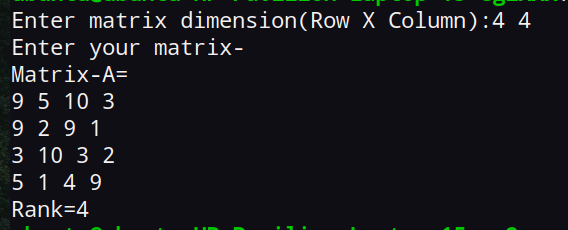 Enter matrix dimension(Row X Column):4 4
Enter your matrix-
Matrix-A=
9 5 10 3
9 2 9 1
3 10 3 2
5 1 4 9
Rank=4